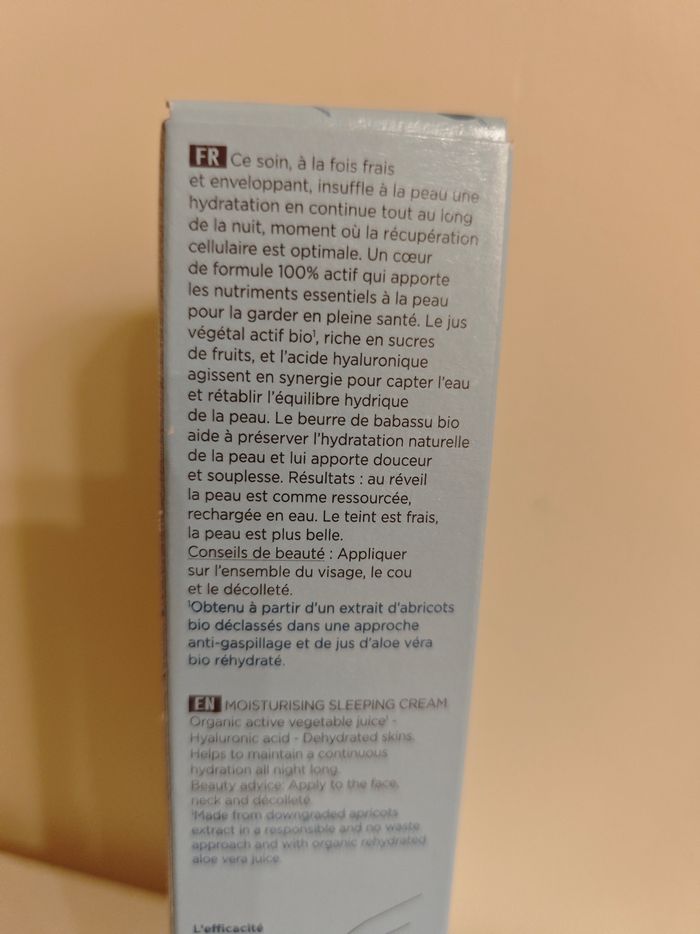 FR Ce soin, à la fois frais
et enveloppant, insuffle à la peau une
hydratation en continue tout au long
de la nuit, moment où la récupération
cellulaire est optimale. Un cœur
de formule 100% actif qui apporte
les nutriments essentiels à la peau
pour la garder en pleine santé. Le jus
végétal actif bio¹, riche en sucres
de fruits, et l'acide hyaluronique
agissent en synergie pour capter l'eau
et rétablir l'équilibre hydrique
de la peau. Le beurre de babassu bio
aide à préserver l'hydratation naturelle
de la peau et lui apporte douceur
et souplesse. Résultats : au réveil
la peau est comme ressourcée,
rechargée en eau. Le teint est frais,
la peau est plus belle.
Conseils de beauté : Appliquer
sur l'ensemble du visage, le cou
et le décolleté.
¹Obtenu à partir d'un extrait d'abricots
bio déclassés dans une approche
anti-gaspillage et de jus d'aloe véra
bio réhydraté.
EN MOISTURISING SLEEPING CREAM
Organic active vegetable juice¹ -
Hyaluronic acid - Dehydrated skins.
Helps to maintain a continuous
hydration all night long.
Beauty advice: Apply to the face,
neck and décolleté.
¹Made from downgraded apricots
extract in a responsible and no waste
approach and with organic rehydrated
aloe vera juice.
L'efficacité